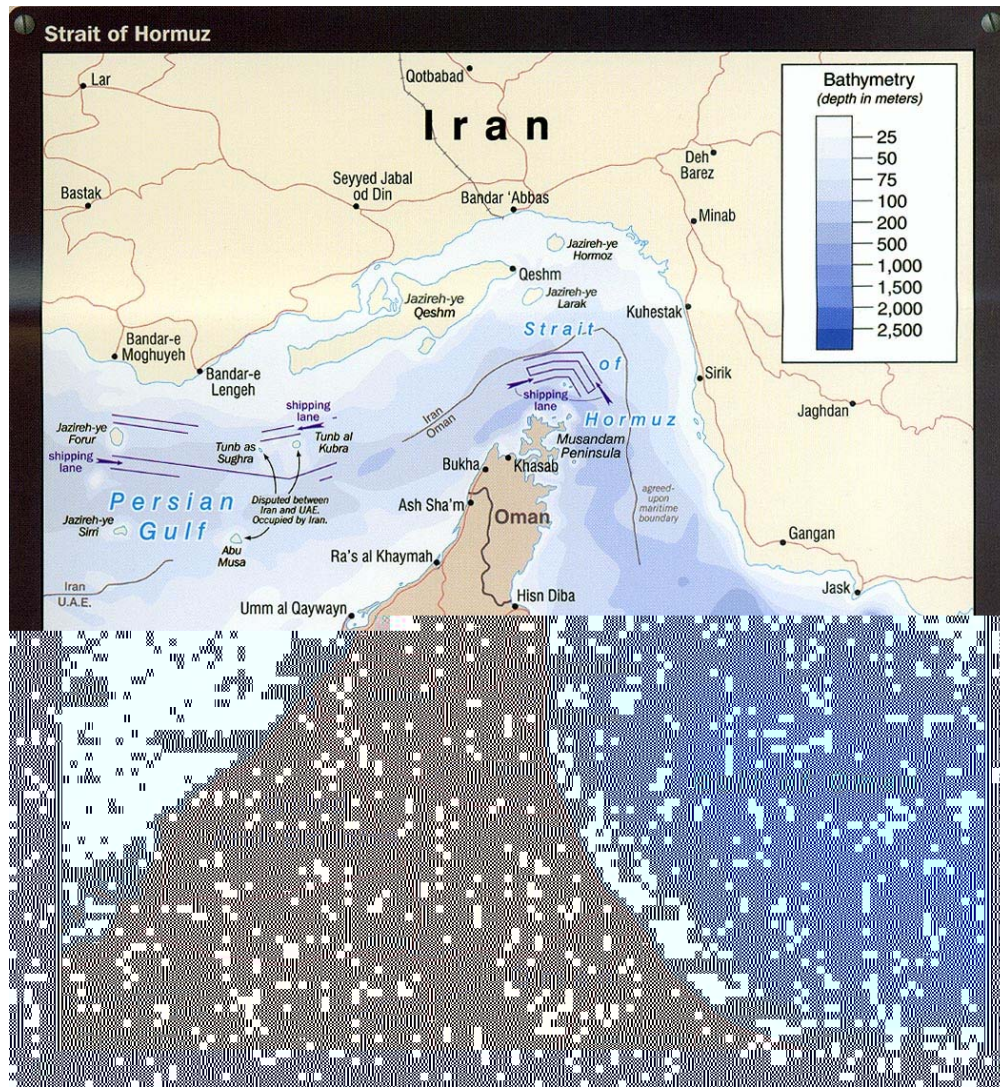 Strait of Hormuz
Lar
Qotbabad
Iran
Bathymetry
(depth in meters)
25
50
75
100
200
500
1,000
1,500
2,000
2,500
Deh
Barez
Bastak
Seyyed Jabal
od Din
Bandar 'Abbas
Minab
Jazireh-ye
Hormoz
Qeshm
Jazireh-ye
Qeshm
Jazireh-ye
Larak
Kuhestak
Strait
of
Hormuz
Bandar-e
Moghuyeh
Bandar-e
Lengeh
Sirik
Jaghdan
shipping
lane
shipping
lane
Iran
Oman
Jazireh-ye
Forur
Tunb as
Sughra
Tunb al
Kubra
Musandam
Peninsula
shipping
lane
Bukha
Khasab
Persian
Gulf
Disputed between
Iran and UAE.
Occupied by Iran.
Ash Sha'm
Oman
agreed-
upon
maritime
boundary
Jazireh-ye
Sirri
Abu
Musa
Gangan
Ra's al Khaymah
Iran
U.A.E.
Hisn Diba
Jask
Umm al Qaywayn